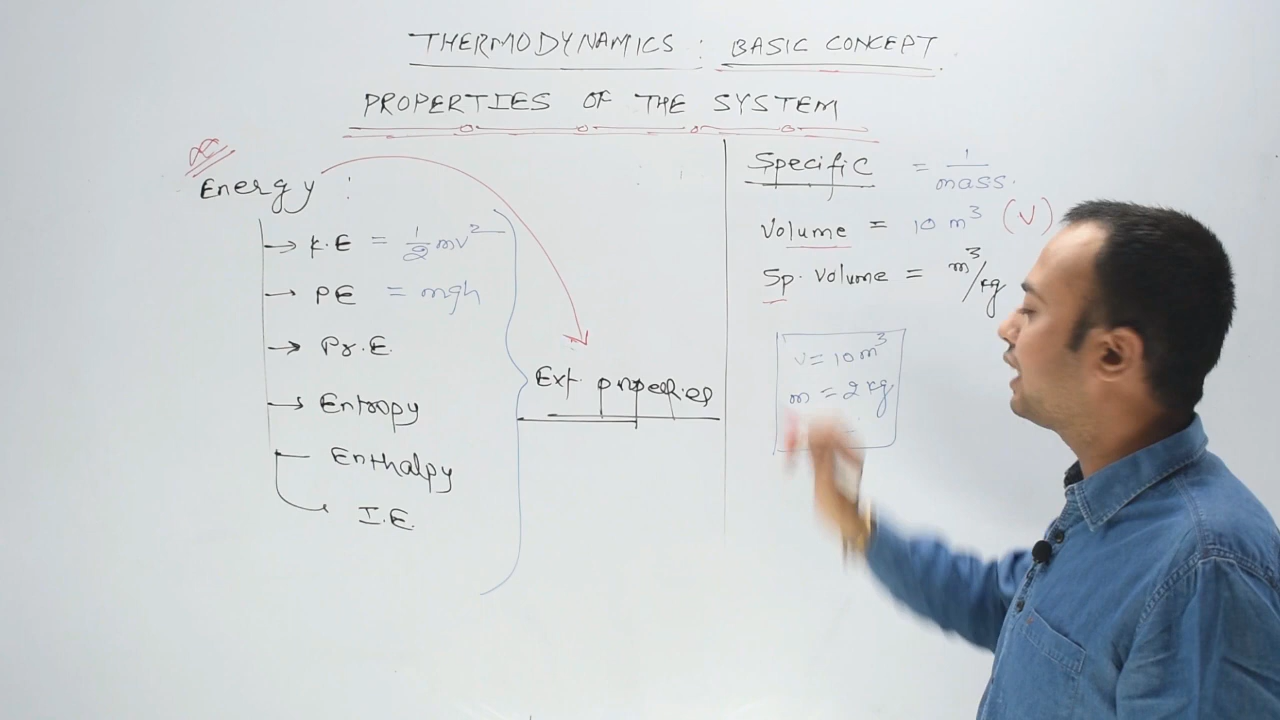 THERMODYNAMICS : BASIC CONCEPT
PROPERTIES OF THE SYSTEM
Energy :
→ K.E = 1/2 mv²
→ PE = mgh
→ Pr.E.
→ Entropy
Enthalpy
I.E.
Ext. properties
Specific = 1/mass.
Volume = 10 m³ (V)
Sp. Volume = m³/kg
V = 10 m³
m = 2 kg